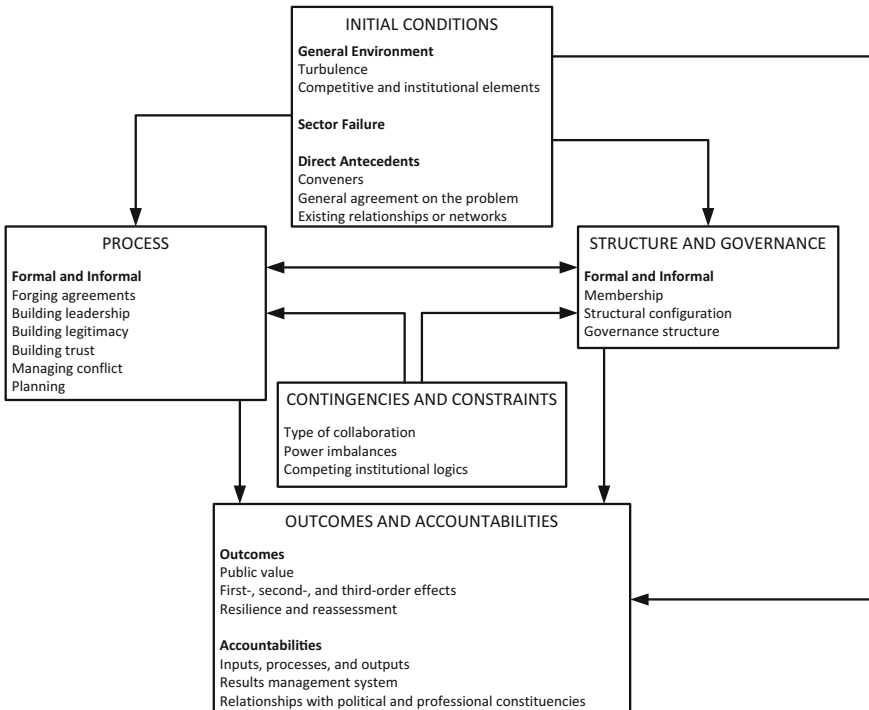 INITIAL CONDITIONS
General Environment
Turbulence
Competitive and institutional elements
Sector Failure
Direct Antecedents
Conveners
General agreement on the problem
Existing relationships or networks
PROCESS
Formal and Informal
Forging agreements
Building leadership
Building legitimacy
Building trust
Managing conflict
Planning
STRUCTURE AND GOVERNANCE
Formal and Informal
Membership
Structural configuration
Governance structure
CONTINGENCIES AND CONSTRAINTS
Type of collaboration
Power imbalances
Competing institutional logics
OUTCOMES AND ACCOUNTABILITIES
Outcomes
Public value
First-, second-, and third-order effects
Resilience and reassessment
Accountabilities
Inputs, processes, and outputs
Results management system
Relationships with political and professional constituencies